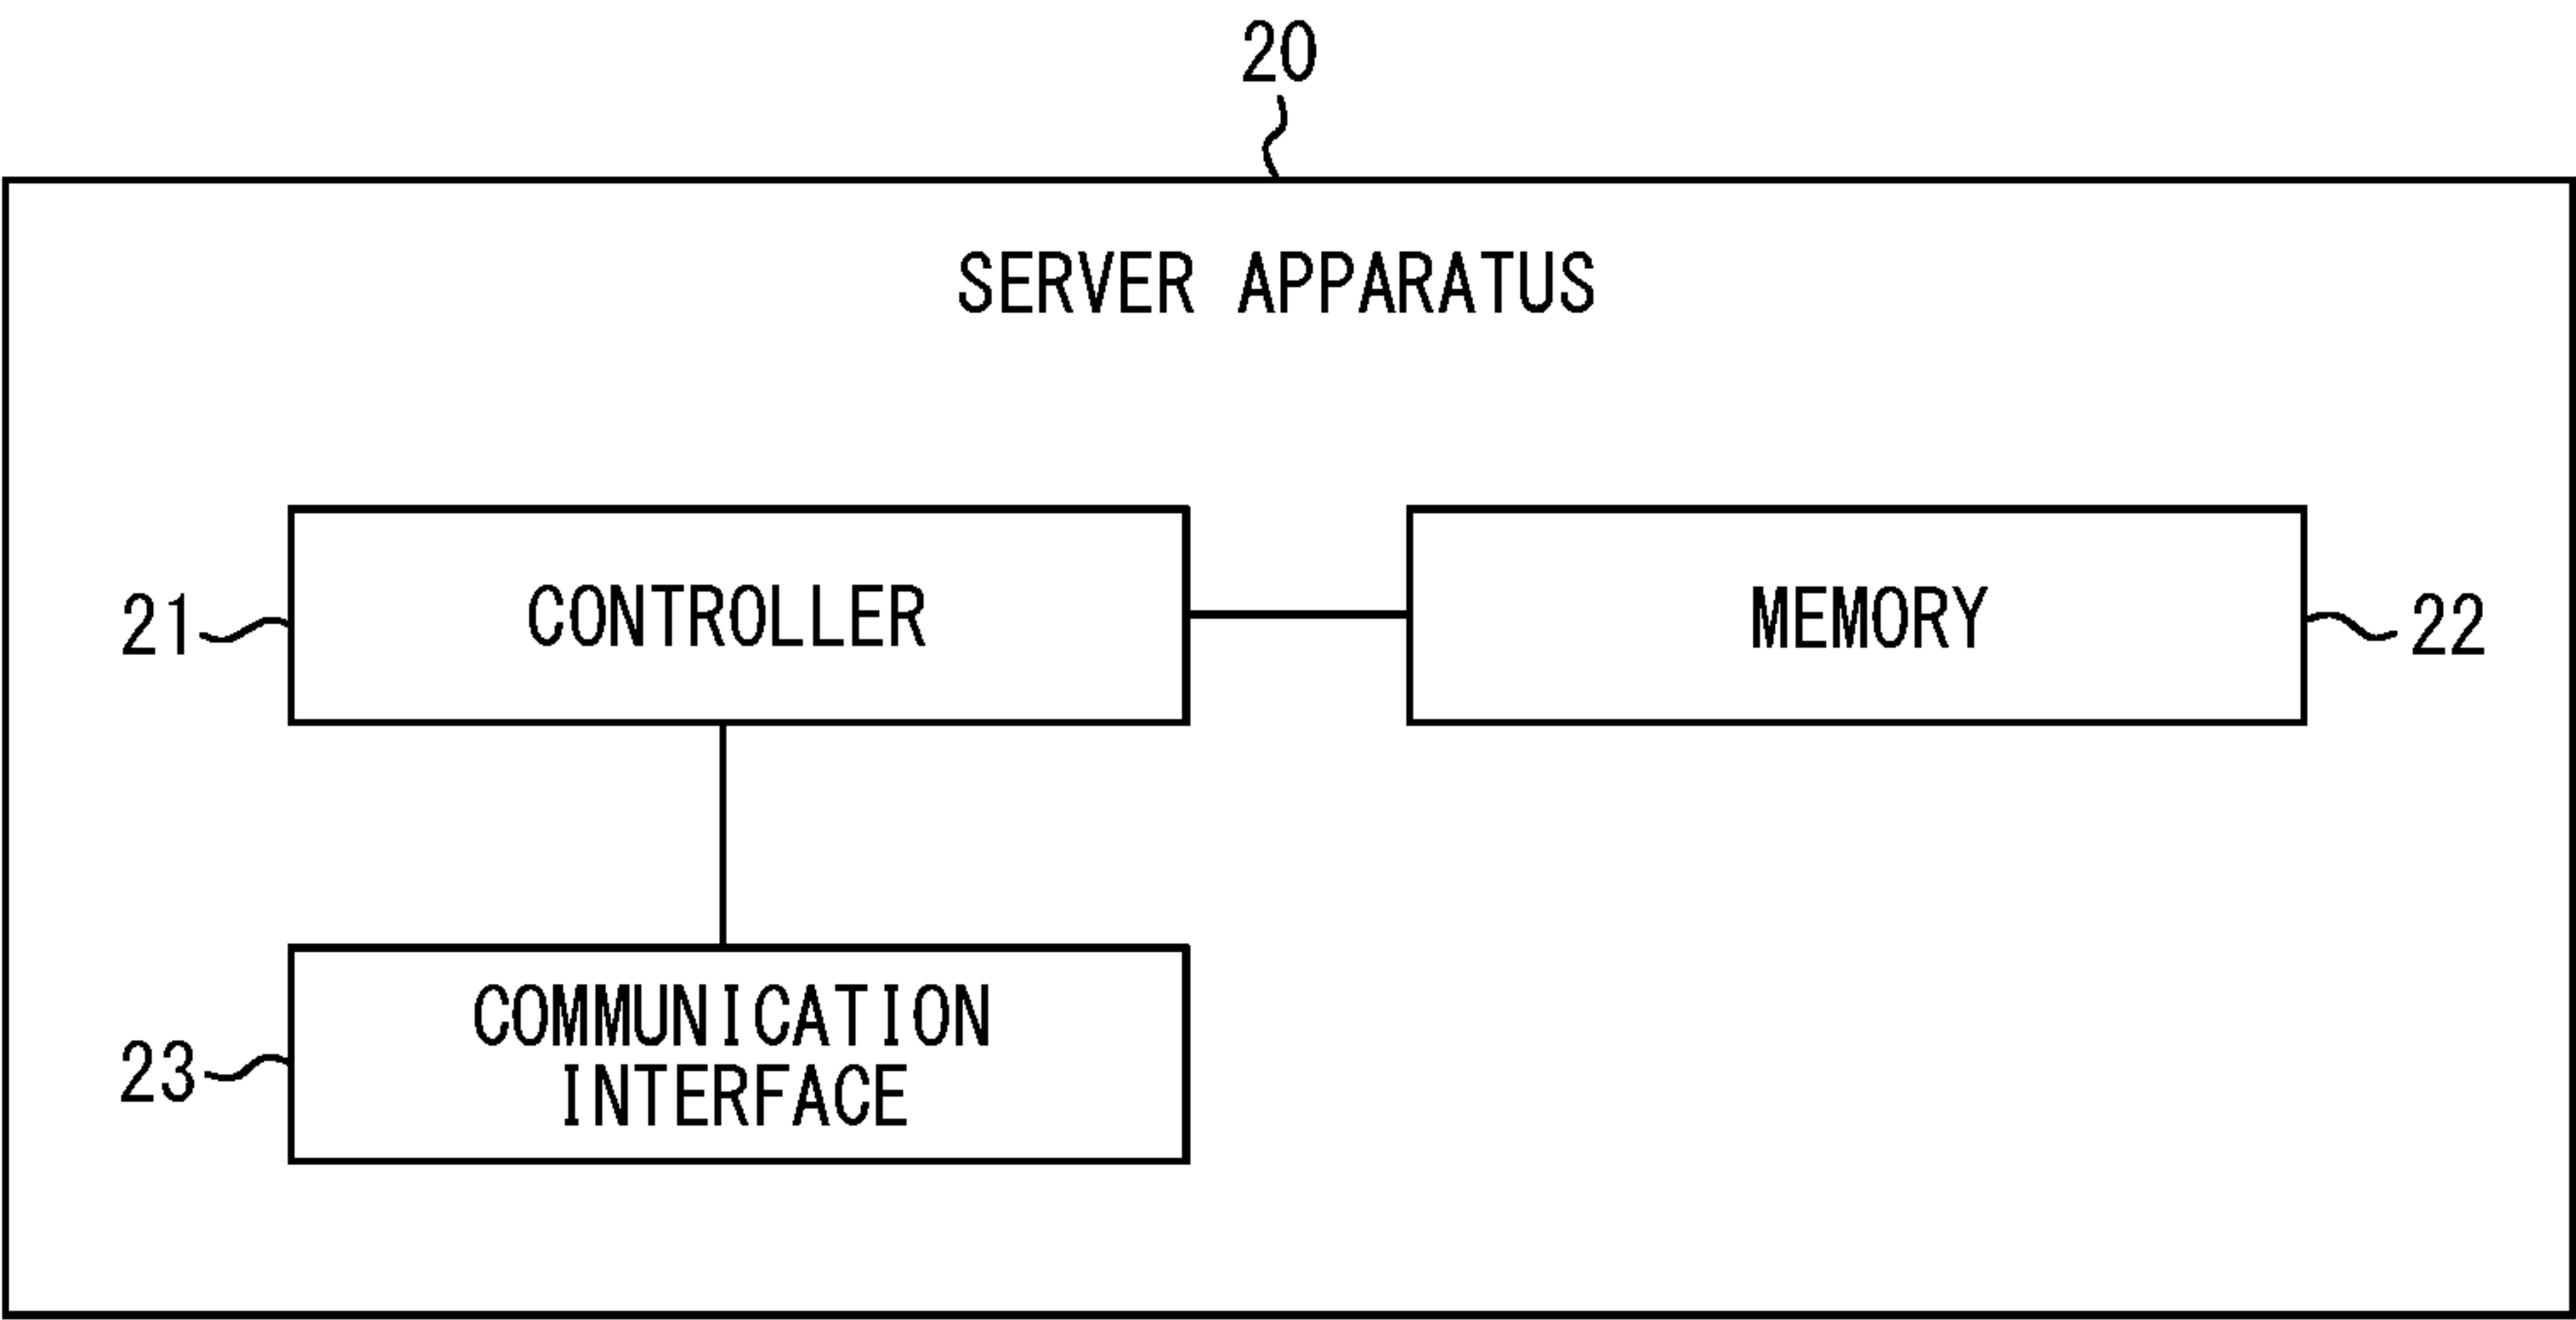 20
SERVER APPARATUS
21
CONTROLLER
MEMORY
22
23
COMMUNICATION
INTERFACE